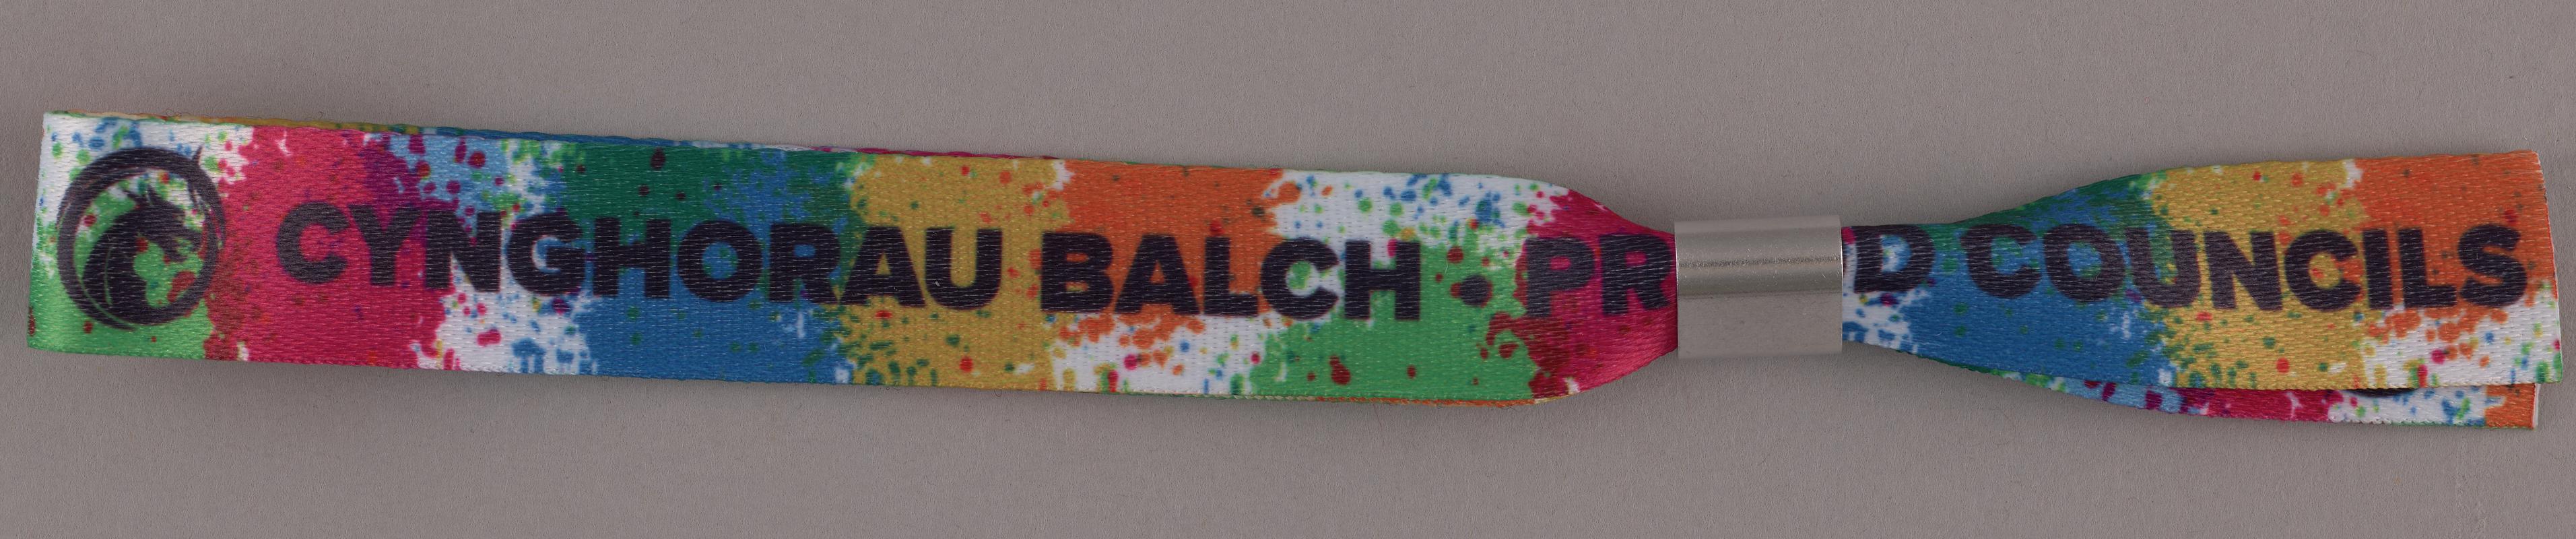 CYNGHORAU BALCH • PR D COUNCILS